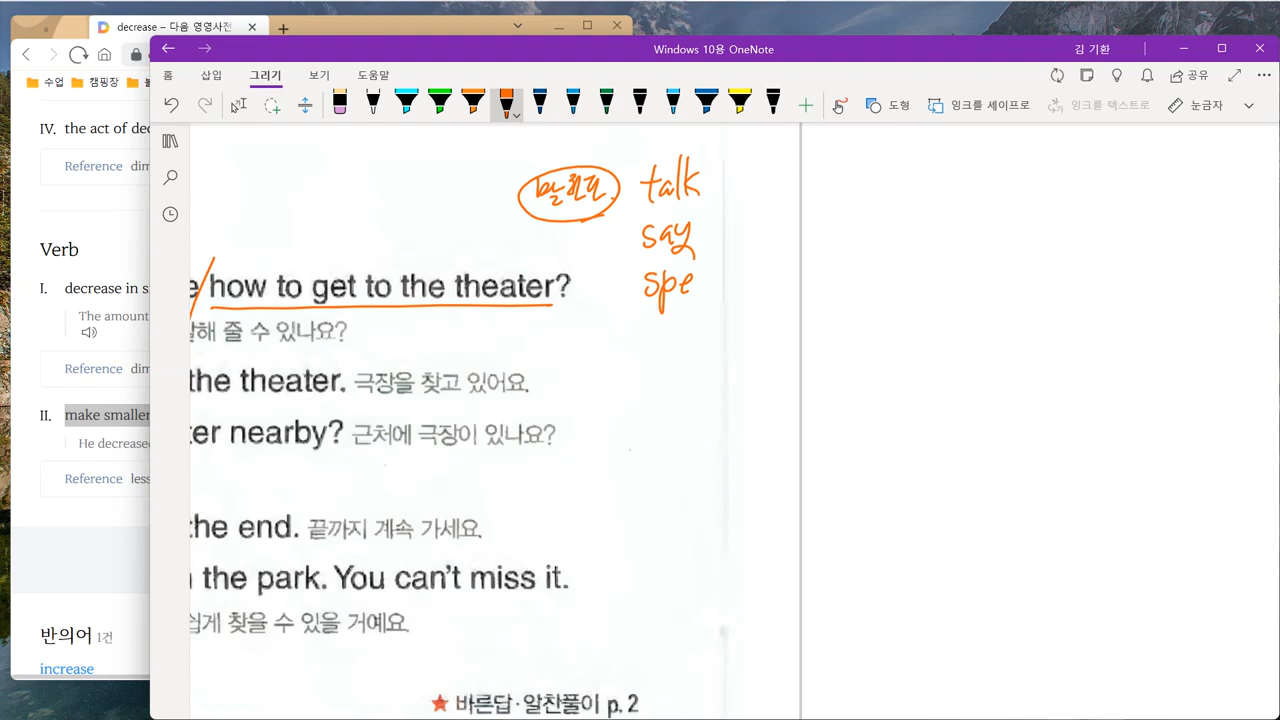 decrease – 다음 영영사전
Windows 10용 OneNote
김 기환
수업
캠핑장
홈
삽입
그리기
보기
도움말
공유
도형
잉크를 셰이프로
잉크를 텍스트로
눈금자
IV. the act of dec
Reference dim
Verb
I. decrease in s
The amount
Reference dim
II. make smaller
He decreased
Reference less
반의어 1건
increase
talk
say
spe
how to get to the theater?
해 줄 수 있나요?
the theater. 극장을 찾고 있어요.
ter nearby? 근처에 극장이 있나요?
the end. 끝까지 계속 가세요.
the park. You can't miss it.
쉽게 찾을 수 있을 거예요.
★ 바른답·알찬풀이 p. 2